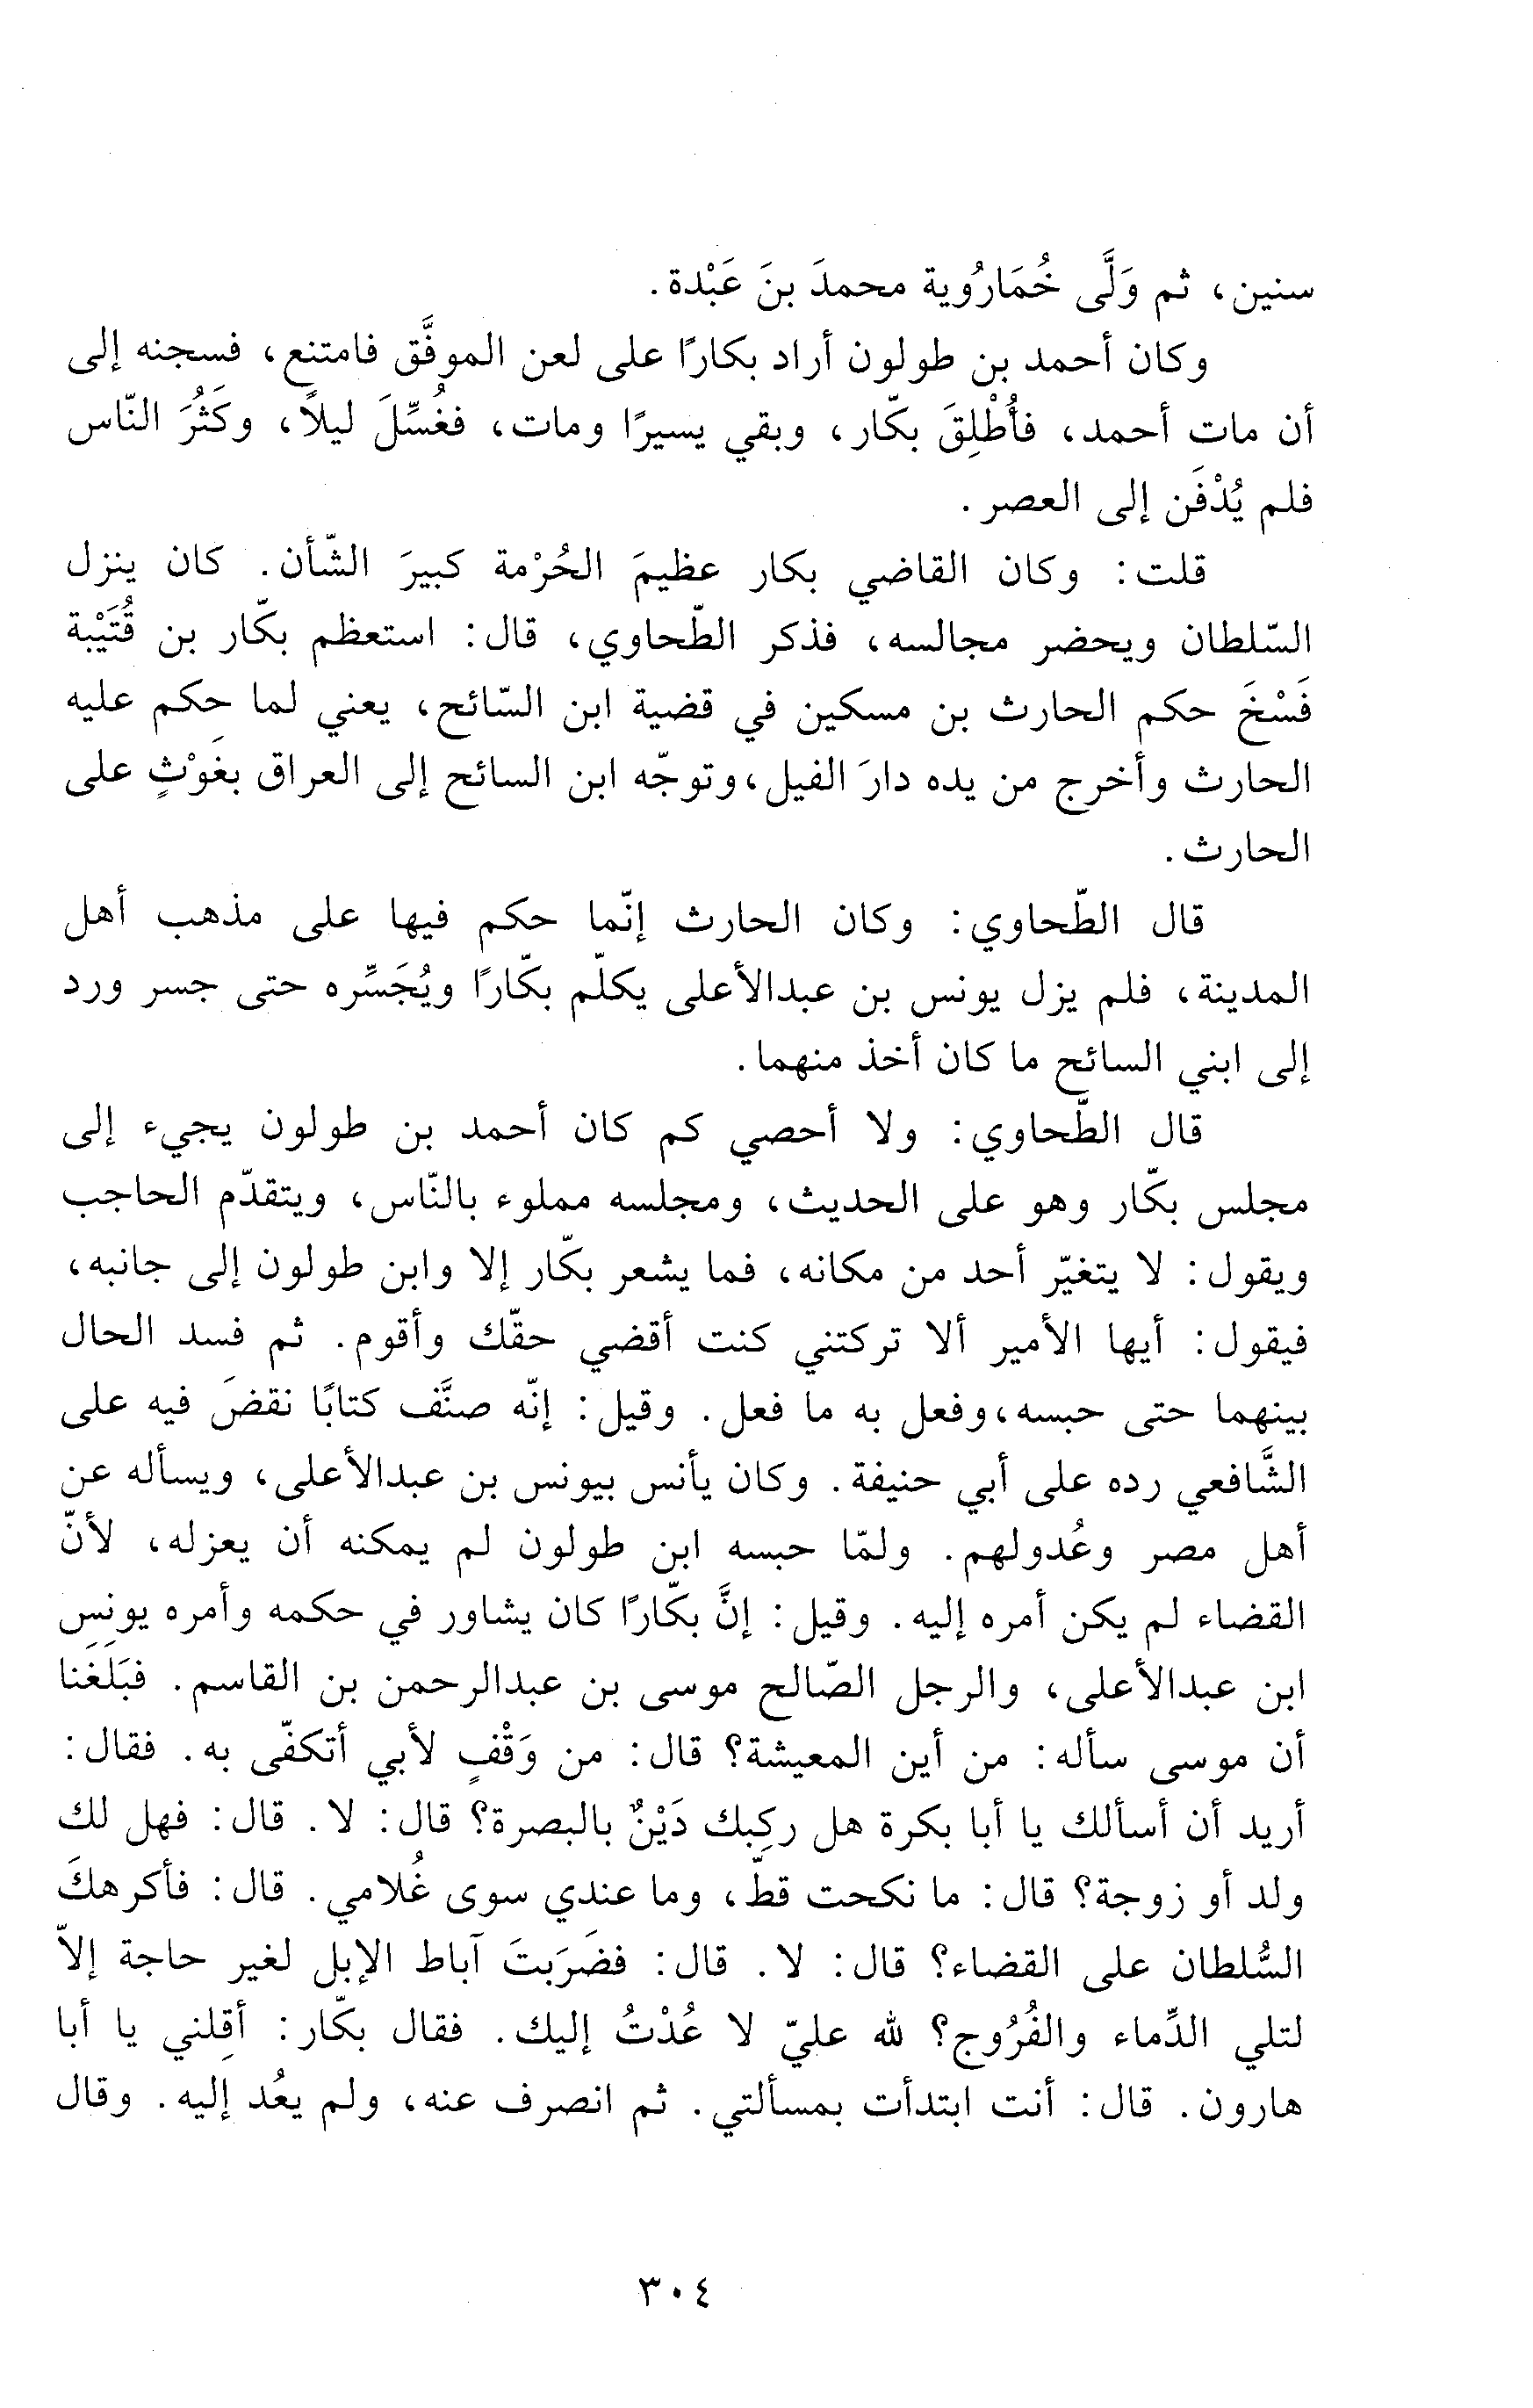 سنين، ثم وَلَّى خُمَارُوية محمدَ بنَ عَبْدة.
وكان أحمد بن طولون أراد بكارًا على لعن الموفَّق فامتنع، فسجنه إلى
أن مات أحمد، فأُطْلِقَ بكّار، وبقي يسيرًا ومات، فغُسِّلَ ليلاً، وكَثُرَ النّاس
فلم يُدْفَن إلى العصر.
قلت: وكان القاضي بكار عظيمَ الحُرْمة كبيرَ الشّأن. كان ينزل
السّلطان ويحضر مجالسه، فذكر الطّحاوي، قال: استعظم بكّار بن قُتَيْبة
فَسْخَ حكم الحارث بن مسكين في قضية ابن السّائح، يعني لما حكم عليه
الحارث وأخرج من يده دارَ الفيل، وتوجّه ابن السائح إلى العراق بغَوْثٍ على
الحارث.
قال الطّحاوي: وكان الحارث إنّما حكم فيها على مذهب أهل
المدينة، فلم يزل يونس بن عبدالأعلى يكلّم بكّارًا ويُجَسِّره حتى جسر ورد
إلى ابني السائح ما كان أخذ منهما.
قال الطّحاوي: ولا أحصي كم كان أحمد بن طولون يجيء إلى
مجلس بكّار وهو على الحديث، ومجلسه مملوء بالنّاس، ويتقدّم الحاجب
ويقول: لا يتغيّر أحد من مكانه، فما يشعر بكّار إلا وابن طولون إلى جانبه،
فيقول: أيها الأمير ألا تركتني كنت أقضي حقّك وأقوم. ثم فسد الحال
بينهما حتى حبسه، وفعل به ما فعل. وقيل: إنّه صنَّف كتابًا نقضَ فيه على
الشَّافعي رده على أبي حنيفة. وكان يأنس بيونس بن عبدالأعلى، ويسأله عن
أهل مصر وعُدولهم. ولمّا حبسه ابن طولون لم يمكنه أن يعزله، لأنّ
القضاء لم يكن أمره إليه. وقيل: إنَّ بكّارًا كان يشاور في حكمه وأمره يونس
ابن عبدالأعلى، والرجل الصّالح موسى بن عبدالرحمن بن القاسم. فبَلَغَنا
أن موسى سأله: من أين المعيشة؟ قال: من وَقْفٍ لأبي أتكفّى به. فقال:
أريد أن أسألك يا أبا بكرة هل ركِبك دَيْنٌ بالبصرة؟ قال: لا. قال: فهل لك
ولد أو زوجة؟ قال: ما نكحت قطّ، وما عندي سوى غُلامي. قال: فأكرهكَ
السُّلطان على القضاء؟ قال: لا. قال: فضَرَبتَ آباط الإبل لغير حاجة إلاّ
لتلي الدِّماء والفُرُوج؟ لله عليّ لا عُدْتُ إليك. فقال بكّار: أقِلني يا أبا
هارون. قال: أنت ابتدأت بمسألتي. ثم انصرف عنه، ولم يعُد إليه. وقال
٣٠٤